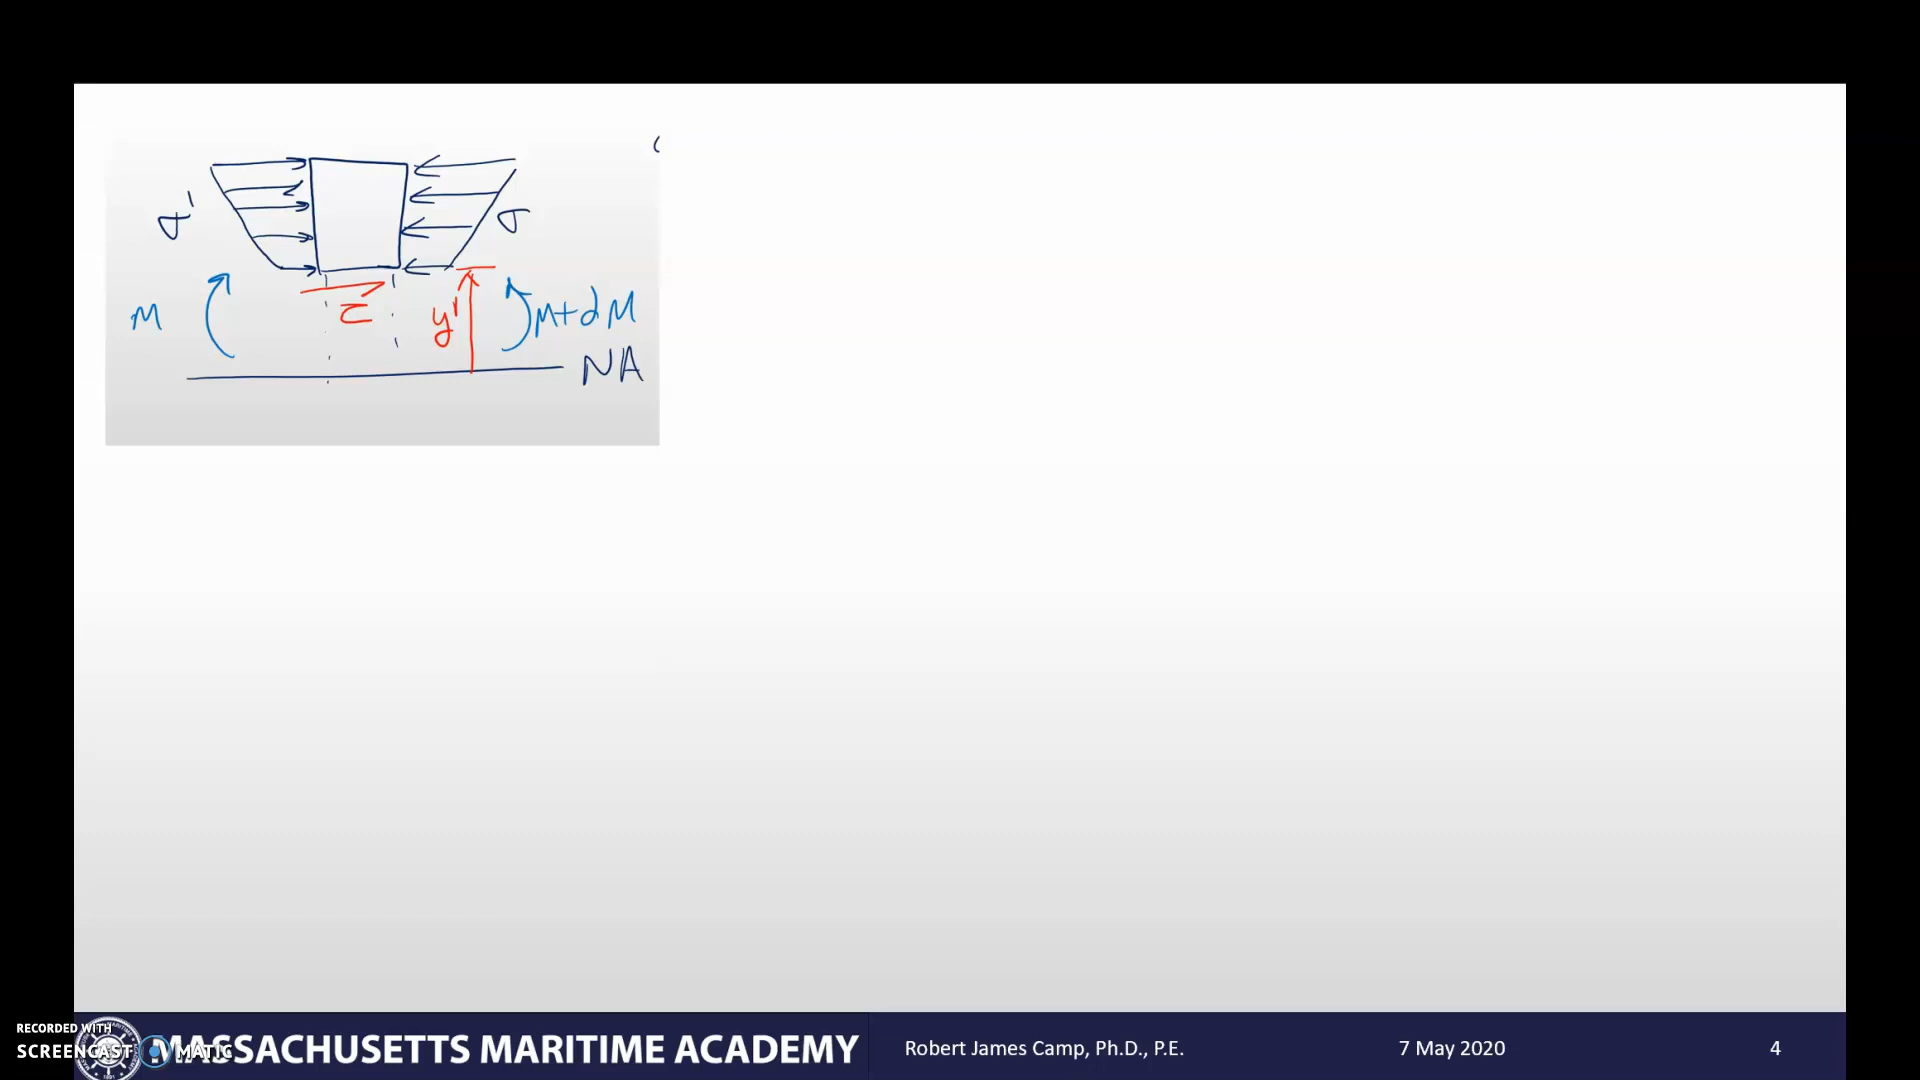 σ' σ
τ y'
M M+dM
NA
RECORDED WITH
SCREENCAST MATIC
MASSACHUSETTS MARITIME ACADEMY
Robert James Camp, Ph.D., P.E.
7 May 2020
4